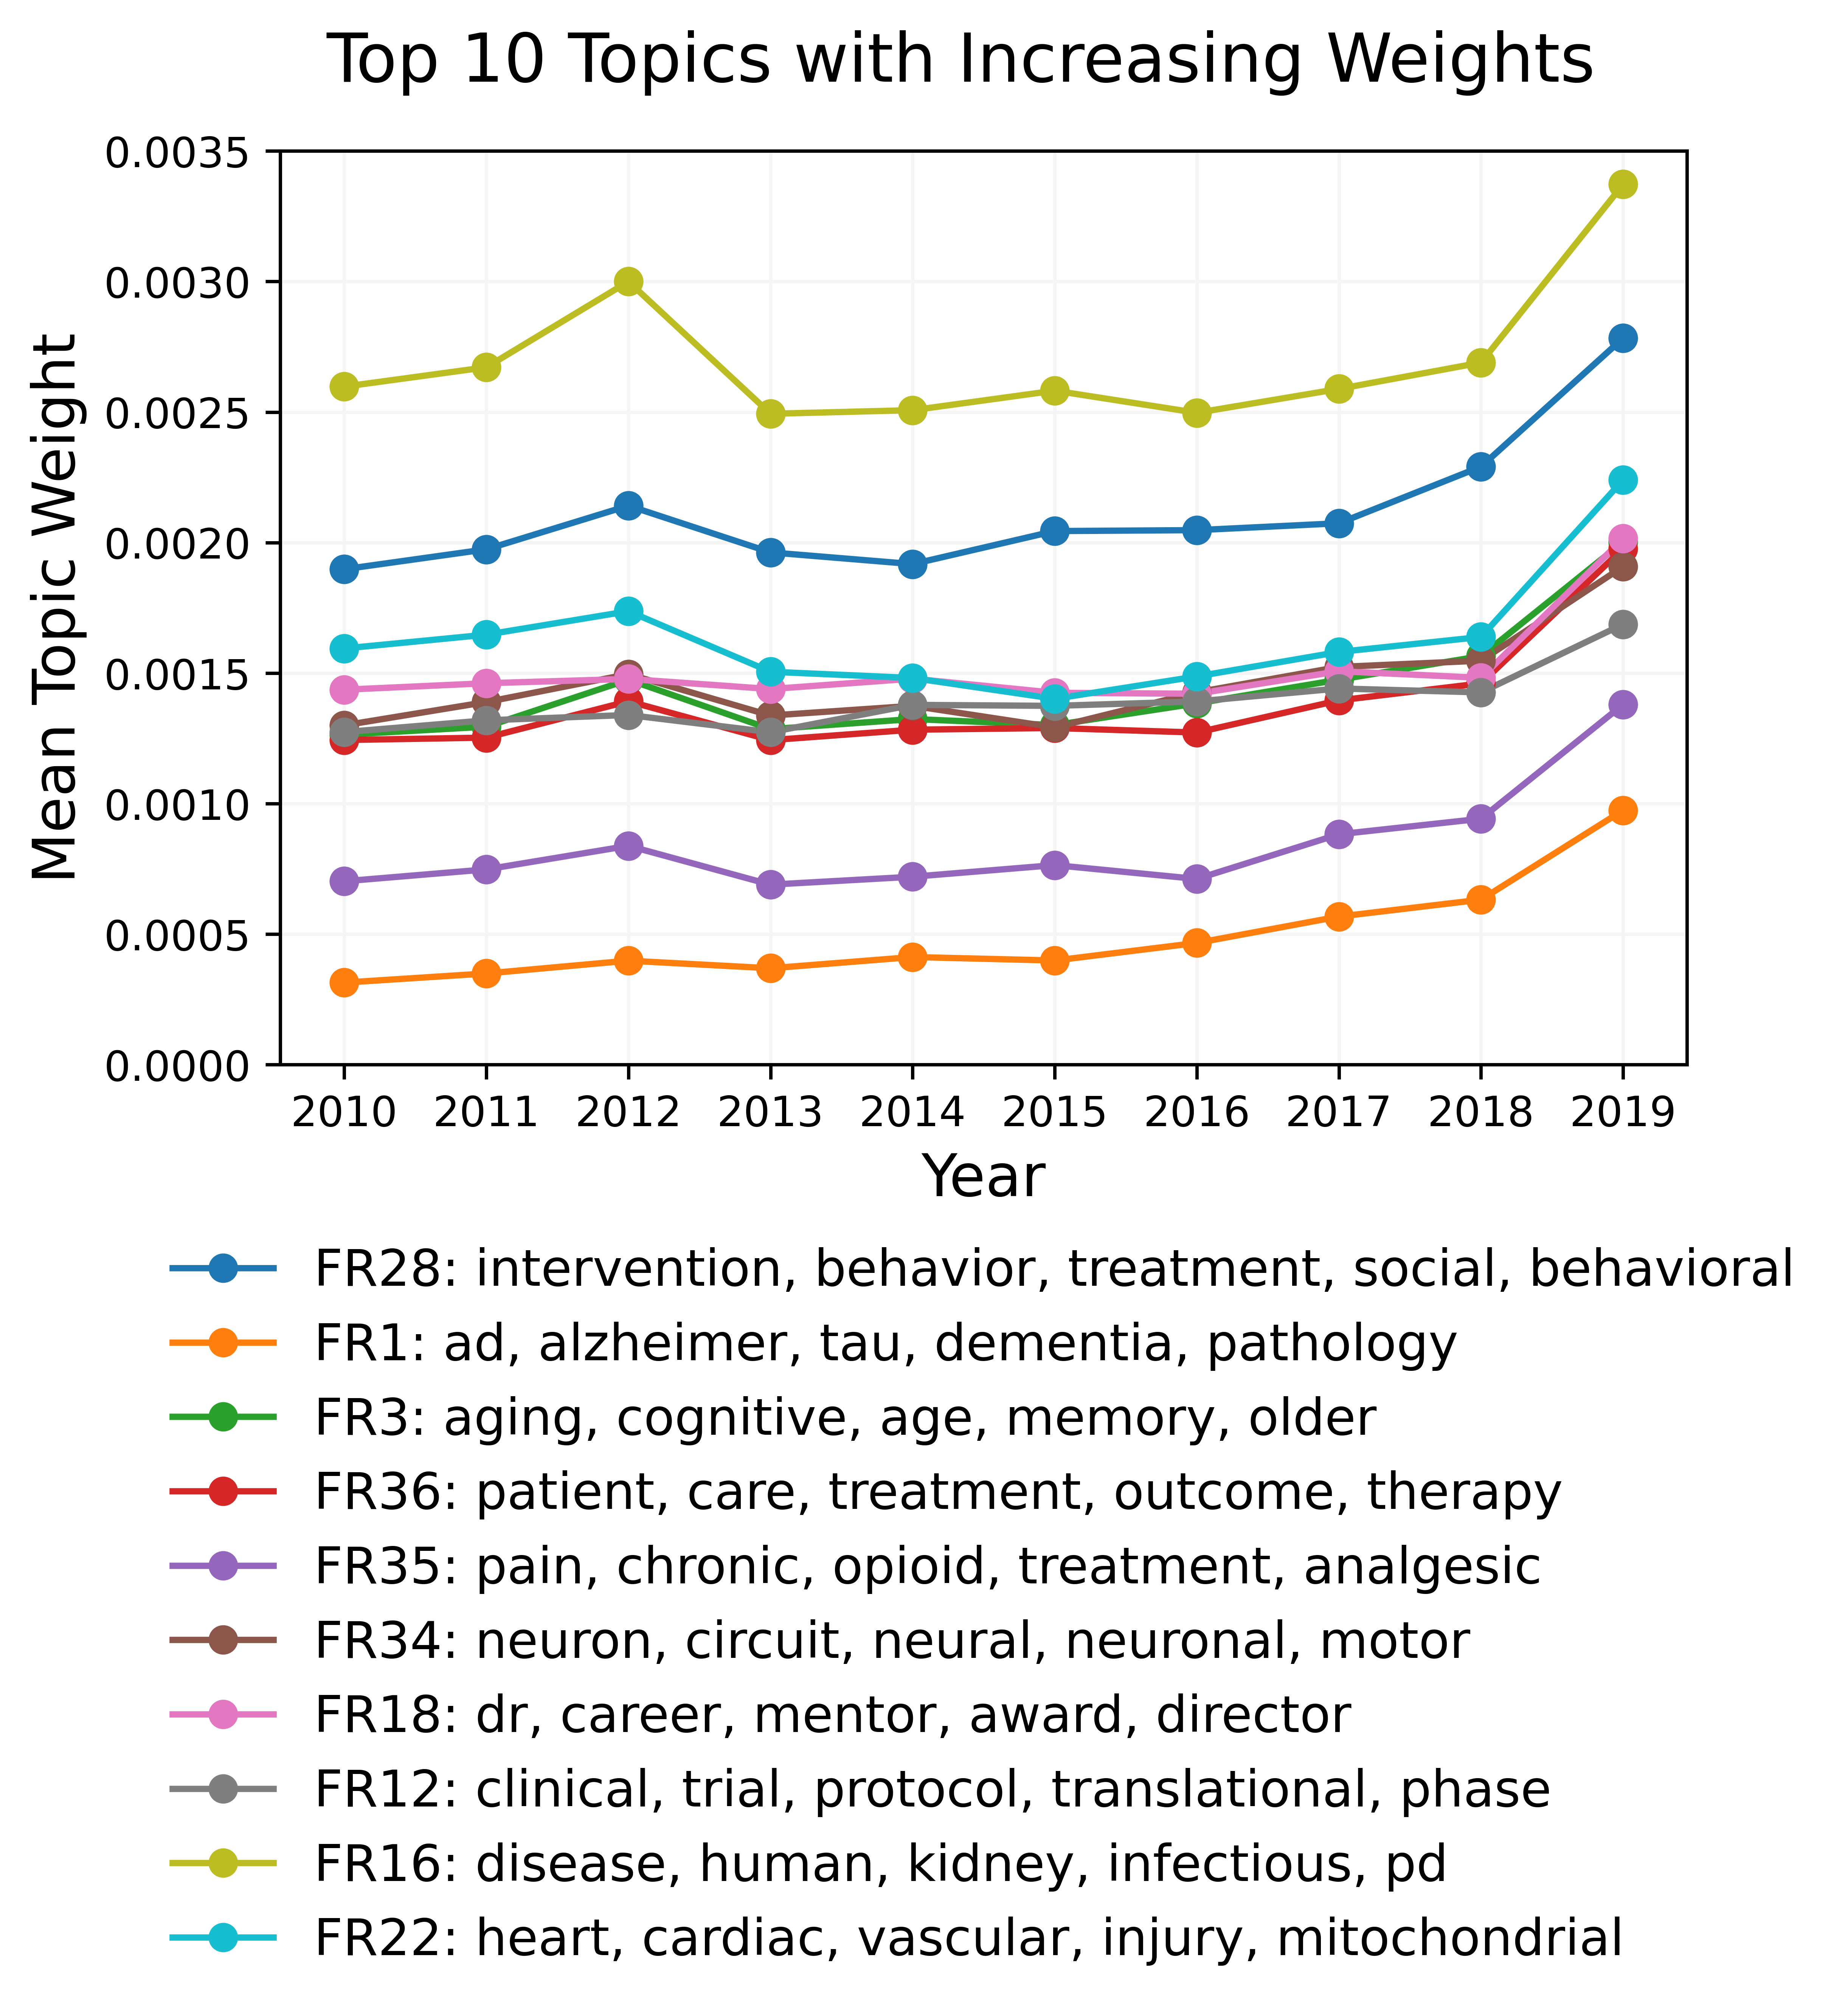 Top 10 Topics with Increasing Weights
0.0035
0.0030
0.0025
0.0020
0.0015
0.0010
0.0005
0.0000
Mean Topic Weight
2010 2011 2012 2013 2014 2015 2016 2017 2018 2019
Year
FR28: intervention, behavior, treatment, social, behavioral
FR1: ad, alzheimer, tau, dementia, pathology
FR3: aging, cognitive, age, memory, older
FR36: patient, care, treatment, outcome, therapy
FR35: pain, chronic, opioid, treatment, analgesic
FR34: neuron, circuit, neural, neuronal, motor
FR18: dr, career, mentor, award, director
FR12: clinical, trial, protocol, translational, phase
FR16: disease, human, kidney, infectious, pd
FR22: heart, cardiac, vascular, injury, mitochondrial